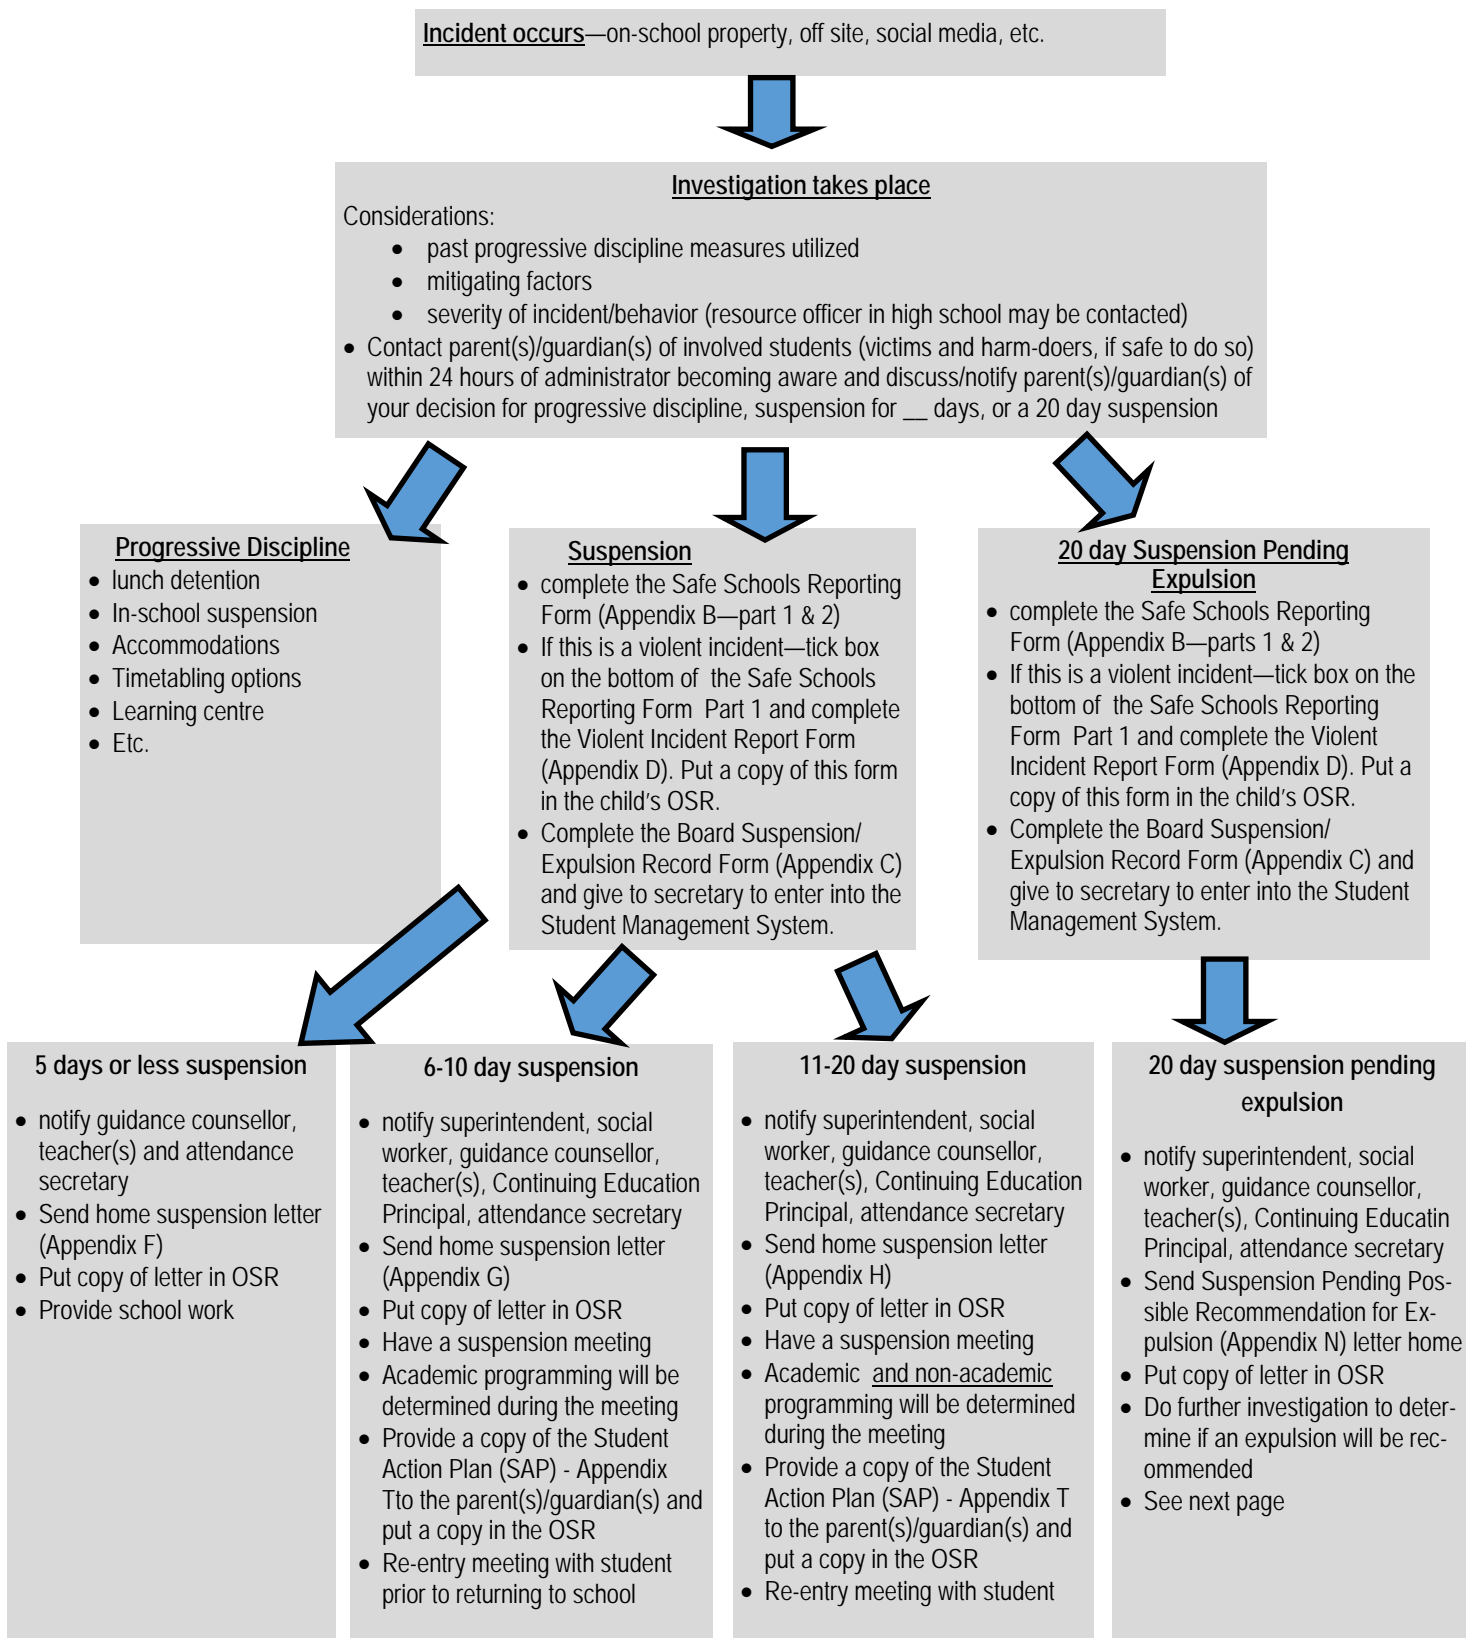 Incident occurs—on-school property, off site, social media, etc.
Investigation takes place
Considerations:
• past progressive discipline measures utilized
• mitigating factors
• severity of incident/behavior (resource officer in high school may be contacted)
• Contact parent(s)/guardian(s) of involved students (victims and harm-doers, if safe to do so)
within 24 hours of administrator becoming aware and discuss/notify parent(s)/guardian(s) of
your decision for progressive discipline, suspension for __ days, or a 20 day suspension
Progressive Discipline
• lunch detention
• In-school suspension
• Accommodations
• Timetabling options
• Learning centre
• Etc.
Suspension
• complete the Safe Schools Reporting
Form (Appendix B—part 1 & 2)
• If this is a violent incident—tick box
on the bottom of the Safe Schools
Reporting Form Part 1 and complete
the Violent Incident Report Form
(Appendix D). Put a copy of this form
in the child's OSR.
• Complete the Board Suspension/
Expulsion Record Form (Appendix C)
and give to secretary to enter into the
Student Management System.
20 day Suspension Pending
Expulsion
• complete the Safe Schools Reporting
Form (Appendix B—parts 1 & 2)
• If this is a violent incident—tick box on the
bottom of the Safe Schools Reporting
Form Part 1 and complete the Violent
Incident Report Form (Appendix D). Put a
copy of this form in the child's OSR.
• Complete the Board Suspension/
Expulsion Record Form (Appendix C) and
give to secretary to enter into the Student
Management System.
5 days or less suspension
• notify guidance counsellor,
teacher(s) and attendance
secretary
• Send home suspension letter
(Appendix F)
• Put copy of letter in OSR
• Provide school work
6-10 day suspension
• notify superintendent, social
worker, guidance counsellor,
teacher(s), Continuing Education
Principal, attendance secretary
• Send home suspension letter
(Appendix G)
• Put copy of letter in OSR
• Have a suspension meeting
• Academic programming will be
determined during the meeting
• Provide a copy of the Student
Action Plan (SAP) - Appendix
Tto the parent(s)/guardian(s) and
put a copy in the OSR
• Re-entry meeting with student
prior to returning to school
11-20 day suspension
• notify superintendent, social
worker, guidance counsellor,
teacher(s), Continuing Education
Principal, attendance secretary
• Send home suspension letter
(Appendix H)
• Put copy of letter in OSR
• Have a suspension meeting
• Academic and non-academic
programming will be determined
during the meeting
• Provide a copy of the Student
Action Plan (SAP) - Appendix T
to the parent(s)/guardian(s) and
put a copy in the OSR
• Re-entry meeting with student
20 day suspension pending
expulsion
• notify superintendent, social
worker, guidance counsellor,
teacher(s), Continuing Educatin
Principal, attendance secretary
• Send Suspension Pending Pos-
sible Recommendation for Ex-
pulsion (Appendix N) letter home
• Put copy of letter in OSR
• Do further investigation to deter-
mine if an expulsion will be rec-
ommended
• See next page